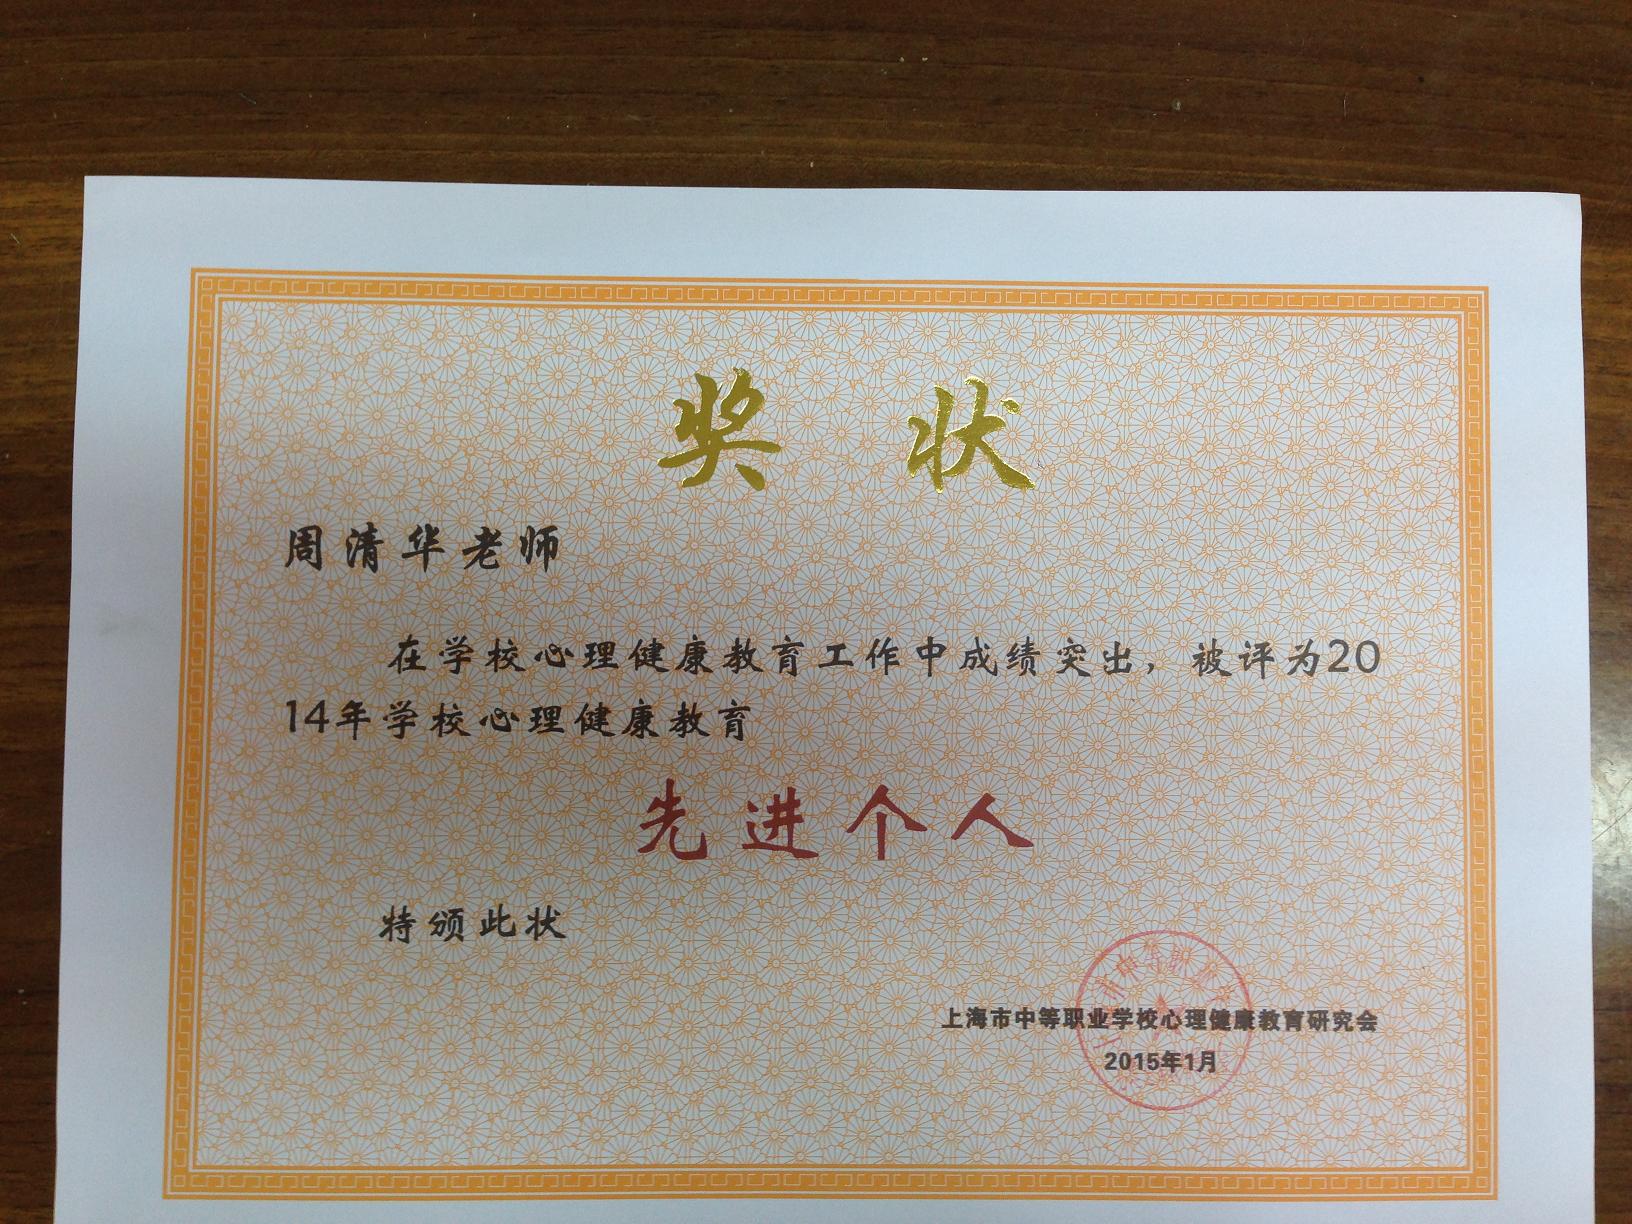 奖状
周清华老师
在学校心理健康教育工作中成绩突出，被评为20
14年学校心理健康教育
先进个人
特颁此状
上海市中等职业学校心理健康教育研究会
2015年1月